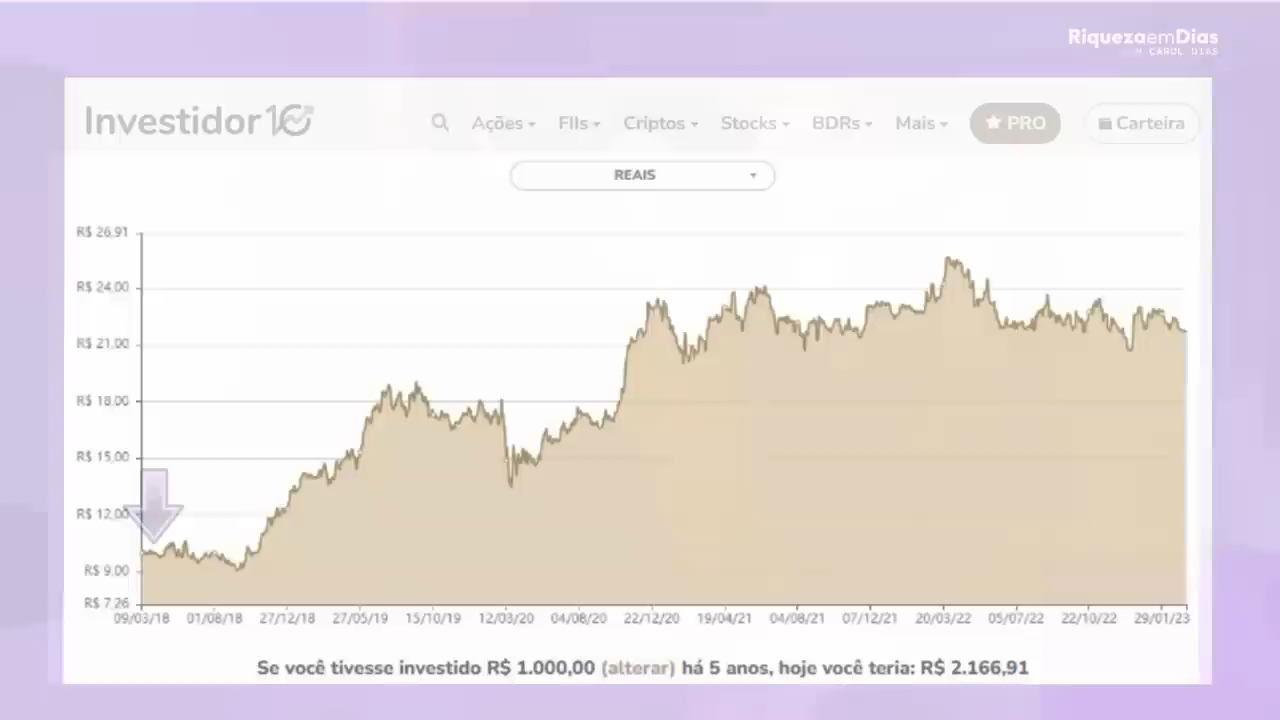 RiquezaemDias
CAROL DIAS
Investidor10
Ações
FIIs
Criptos
Stocks
BDRs
Mais
PRO
Carteira
REAIS
R$ 26,91
R$ 24,00
R$ 21,00
R$ 18,00
R$ 15,00
R$ 12,00
R$ 9,00
R$ 7,26
09/03/18 01/08/18 27/12/18 27/05/19 15/10/19 12/03/20 04/08/20 22/12/20 19/04/21 04/08/21 07/12/21 20/03/22 05/07/22 22/10/22 29/01/23
Se você tivesse investido R$ 1.000,00 (alterar) há 5 anos, hoje você teria: R$ 2.166,91